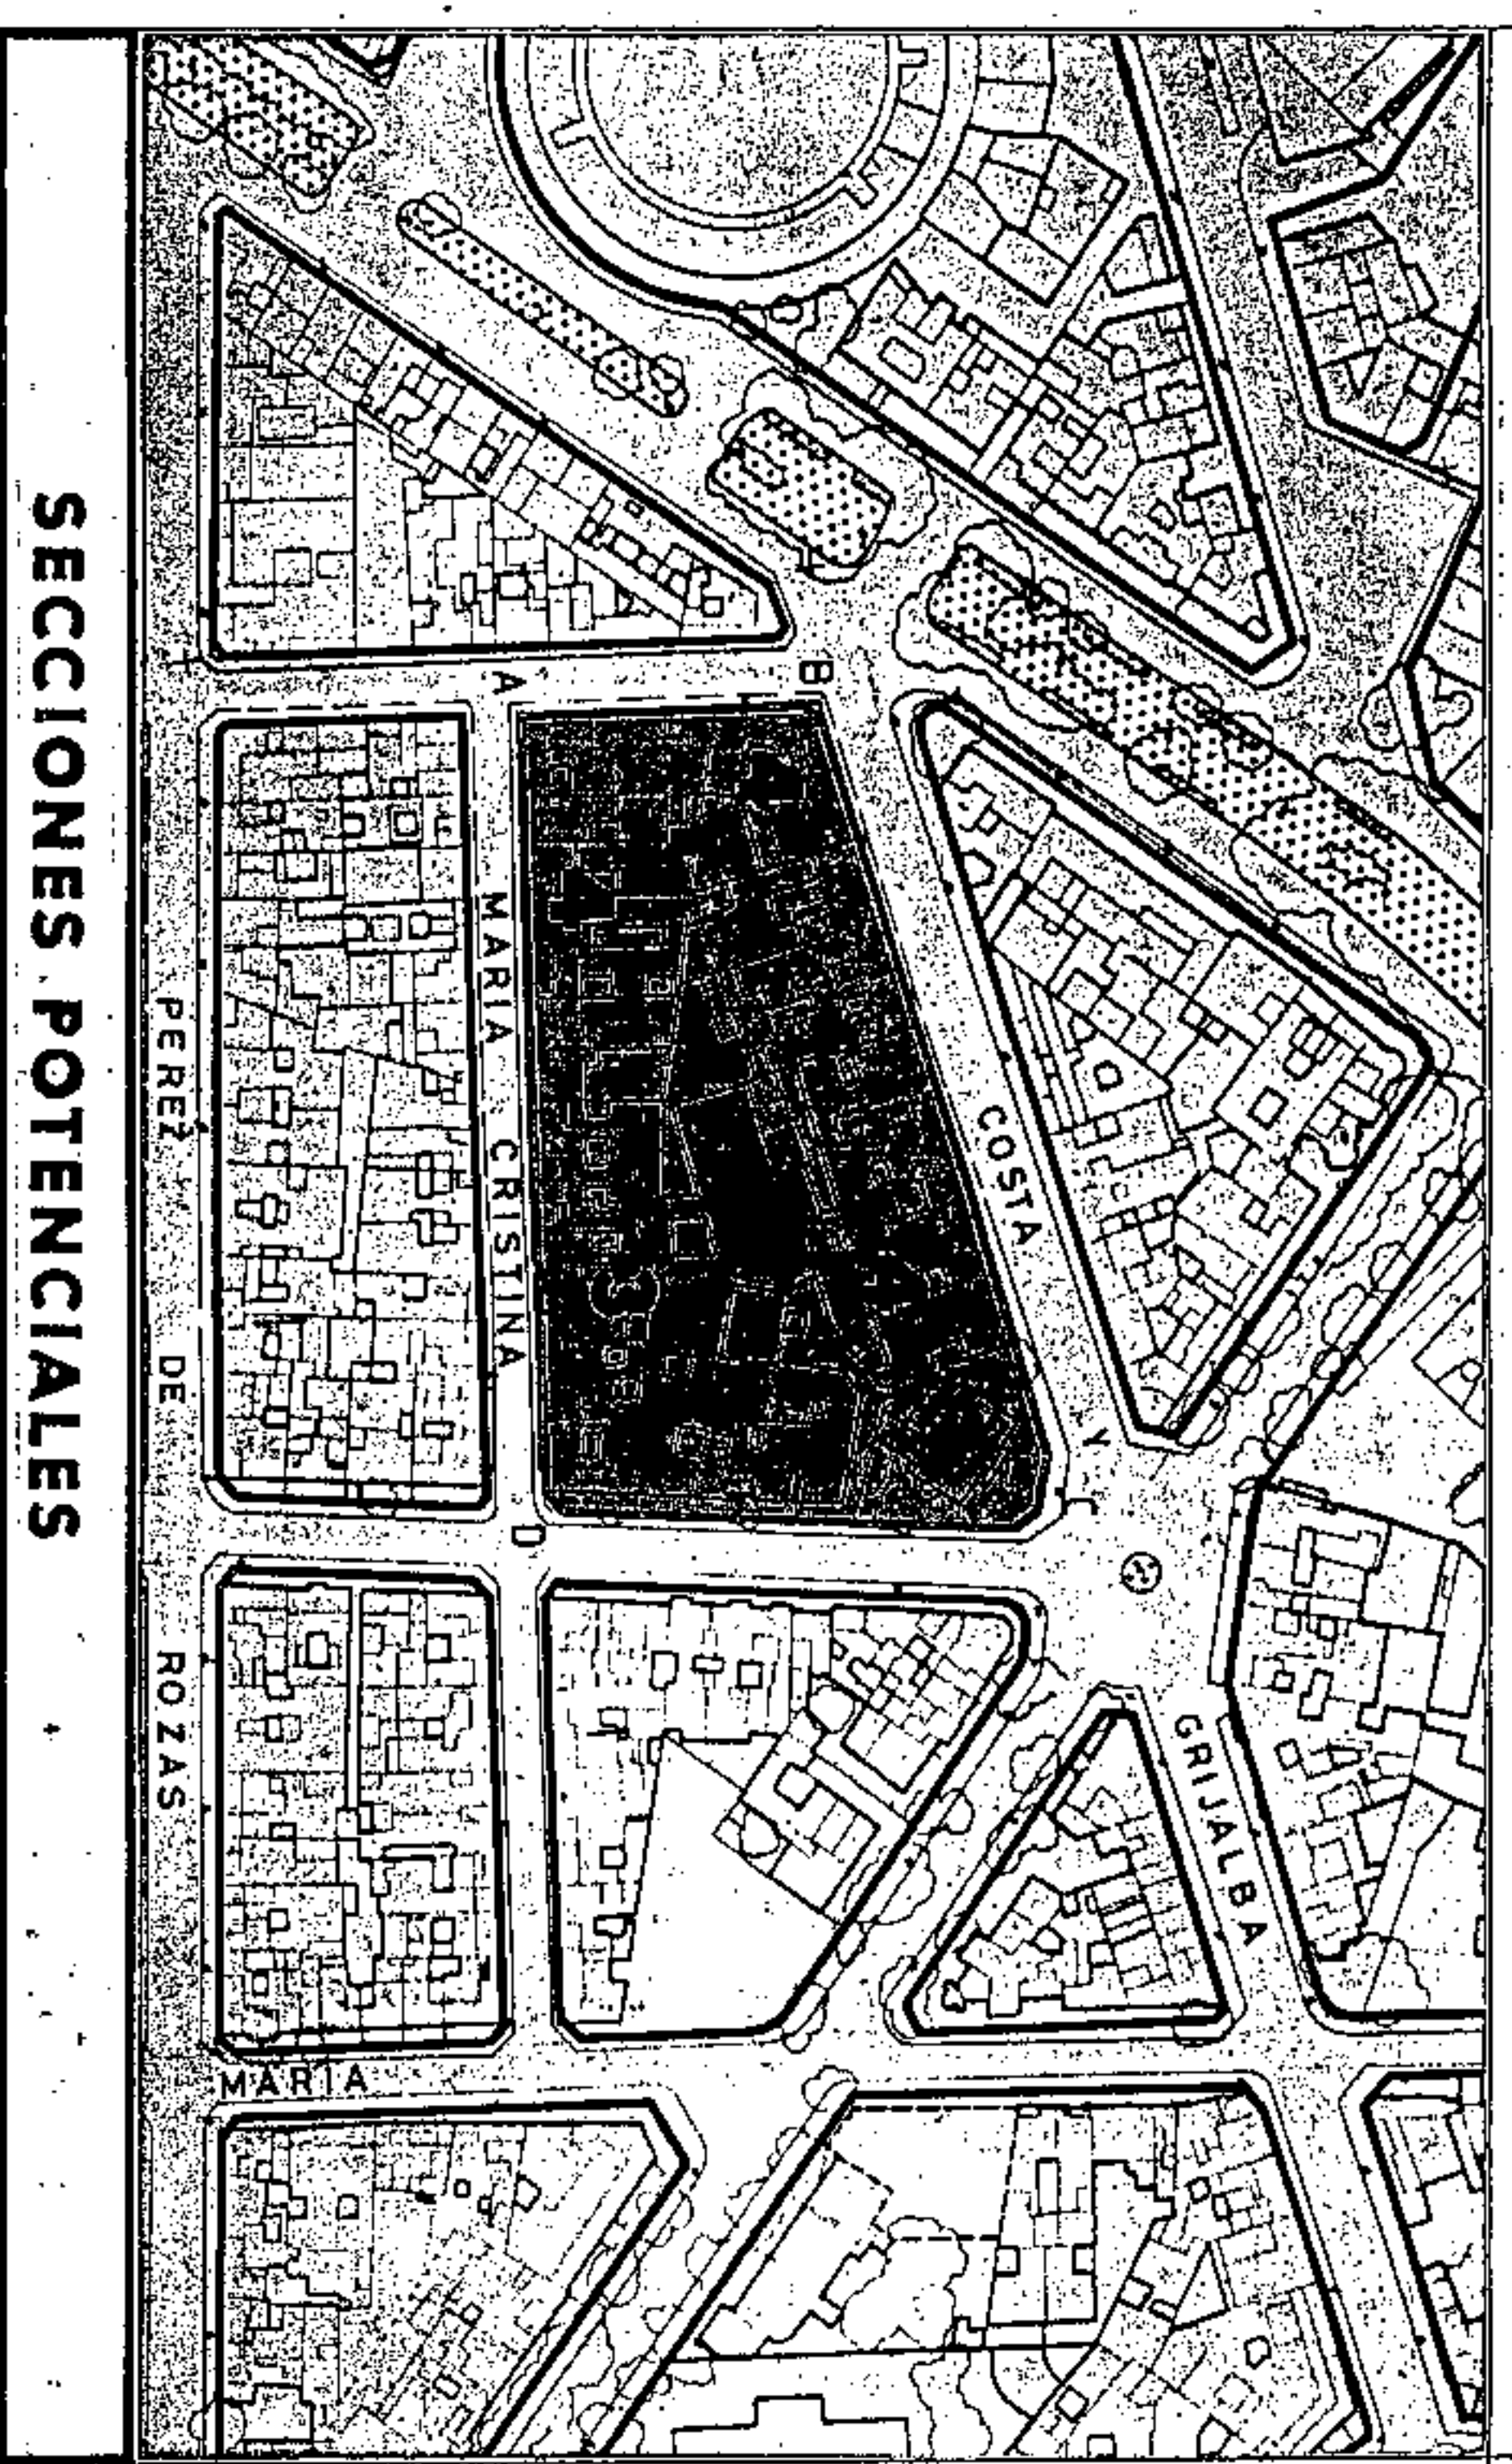 SECCIONES POTENCIALES
B
A
MARIA CRISTINA
D
COSTA
Y
J
GRIJALBA
PEREZ DE ROZAS
MARIA